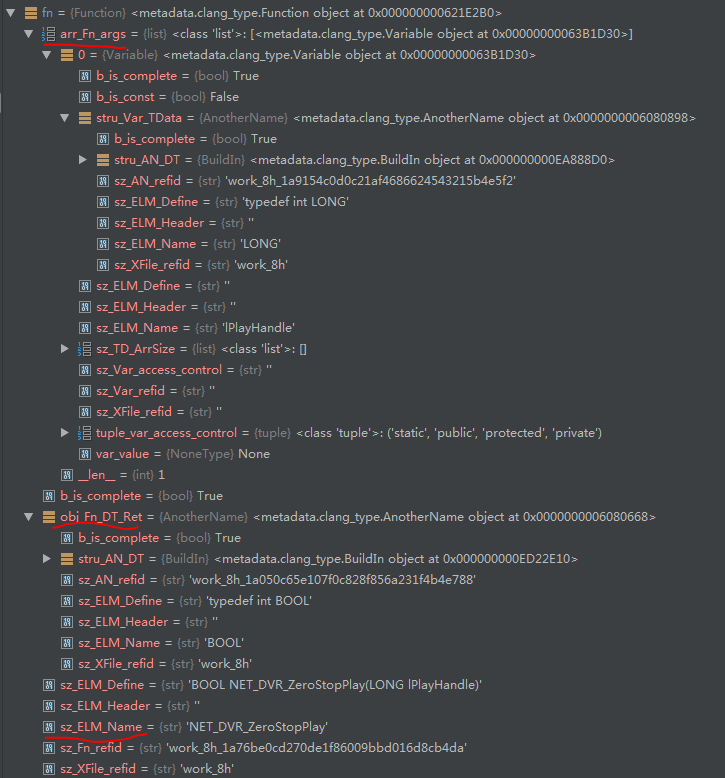 fn = {Function} <metadata.clang_type.Function object at 0x000000000621E2B0>
arr_Fn_args = {list} <class 'list'>: [<metadata.clang_type.Variable object at 0x00000000063B1D30>]
0 = {Variable} <metadata.clang_type.Variable object at 0x00000000063B1D30>
b_is_complete = {bool} True
b_is_const = {bool} False
stru_Var_TData = {AnotherName} <metadata.clang_type.AnotherName object at 0x0000000006080898>
b_is_complete = {bool} True
stru_AN_DT = {BuildIn} <metadata.clang_type.BuildIn object at 0x000000000EA888D0>
sz_AN_refid = {str} 'work_8h_1a9154c0d0c21af4686624543215b4e5f2'
sz_ELM_Define = {str} 'typedef int LONG'
sz_ELM_Header = {str} ''
sz_ELM_Name = {str} 'LONG'
sz_XFile_refid = {str} 'work_8h'
sz_ELM_Define = {str} ''
sz_ELM_Header = {str} ''
sz_ELM_Name = {str} 'lPlayHandle'
sz_TD_ArrSize = {list} <class 'list'>: []
sz_Var_access_control = {str} ''
sz_Var_refid = {str} ''
sz_XFile_refid = {str} ''
tuple_var_access_control = {tuple} <class 'tuple'>: ('static', 'public', 'protected', 'private')
var_value = {NoneType} None
__len__ = {int} 1
b_is_complete = {bool} True
obj_Fn_DT_Ret = {AnotherName} <metadata.clang_type.AnotherName object at 0x0000000006080668>
b_is_complete = {bool} True
stru_AN_DT = {BuildIn} <metadata.clang_type.BuildIn object at 0x000000000ED22E10>
sz_AN_refid = {str} 'work_8h_1a050c65e107f0c828f856a231f4b4e788'
sz_ELM_Define = {str} 'typedef int BOOL'
sz_ELM_Header = {str} ''
sz_ELM_Name = {str} 'BOOL'
sz_XFile_refid = {str} 'work_8h'
sz_ELM_Define = {str} 'BOOL NET_DVR_ZeroStopPlay(LONG lPlayHandle)'
sz_ELM_Header = {str} ''
sz_ELM_Name = {str} 'NET_DVR_ZeroStopPlay'
sz_Fn_refid = {str} 'work_8h_1a76be0cd270de1f86009bbd016d8cb4da'
sz_XFile_refid = {str} 'work_8h'